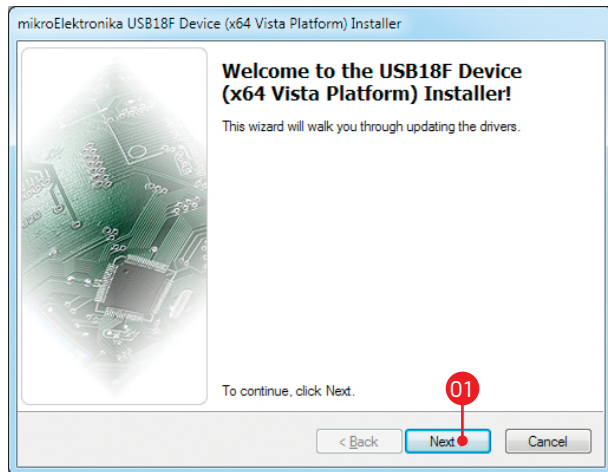 mikroElektronika USB18F Device (x64 Vista Platform) Installer
Welcome to the USB18F Device
(x64 Vista Platform) Installer!
This wizard will walk you through updating the drivers.
To continue, click Next.
01
< Back
Next
Cancel